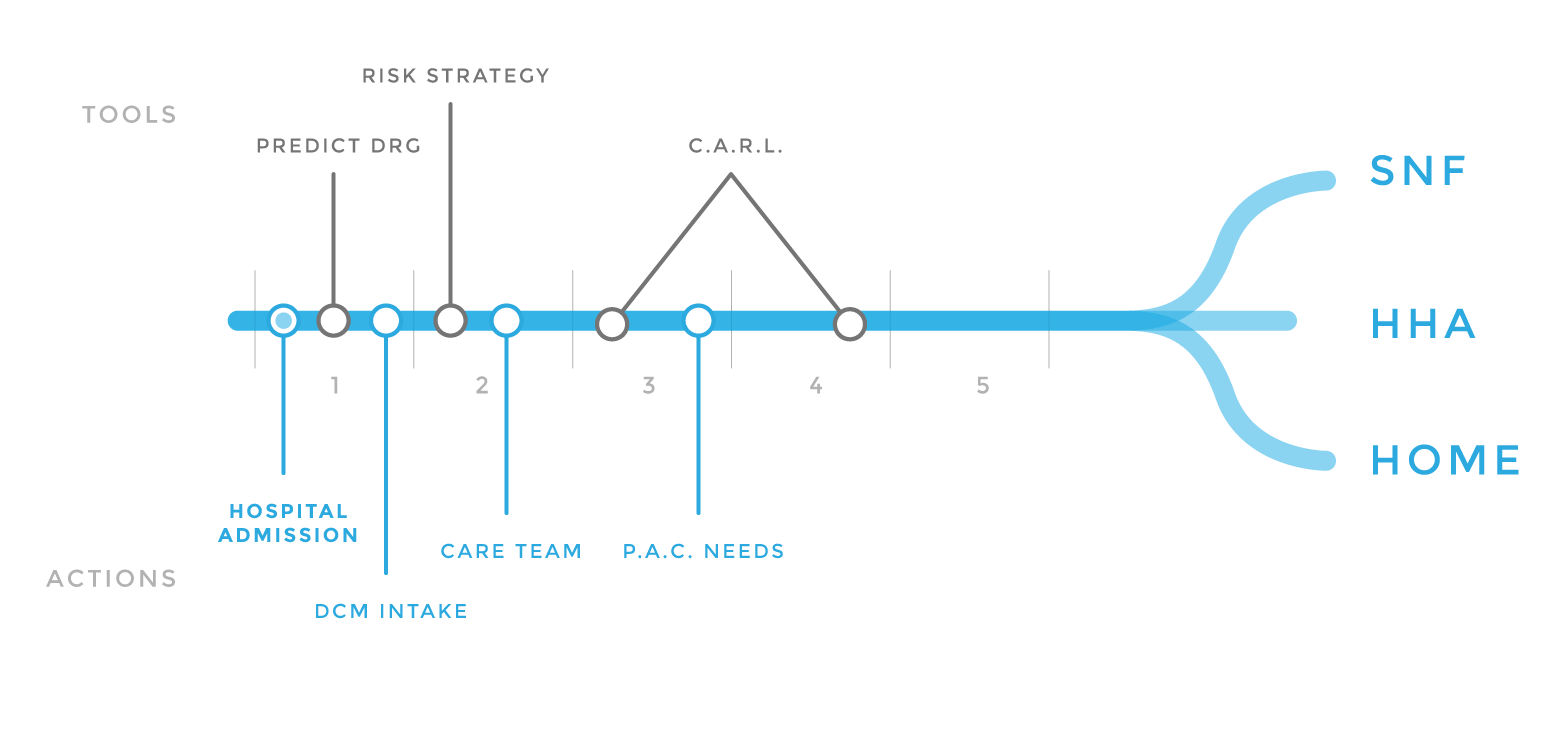 RISK STRATEGY
TOOLS
PREDICT DRG
C.A.R.L.
SNF
HHA
1
2
3
4
5
HOME
HOSPITAL
ADMISSION
CARE TEAM
P.A.C. NEEDS
ACTIONS
DCM INTAKE